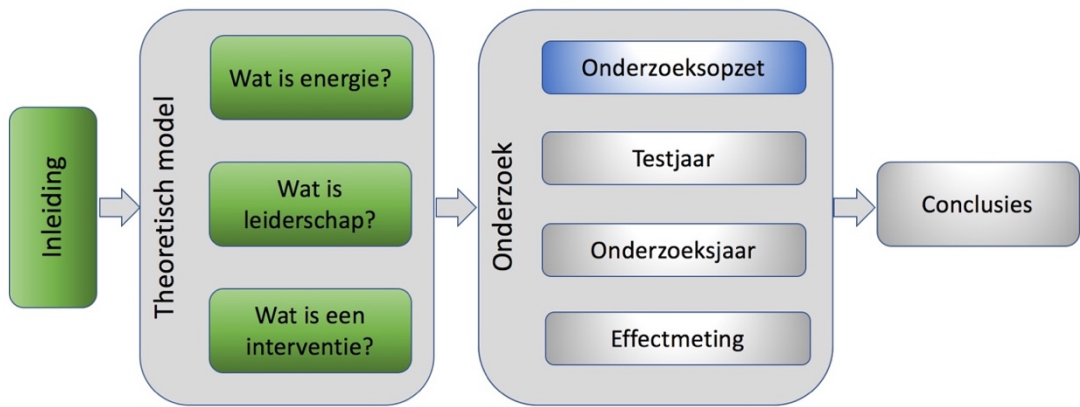 Inleiding
Theoretisch model
Wat is energie?
Wat is
leiderschap?
Wat is een
interventie?
Onderzoek
Onderzoeksopzet
Testjaar
Onderzoeksjaar
Effectmeting
Conclusies